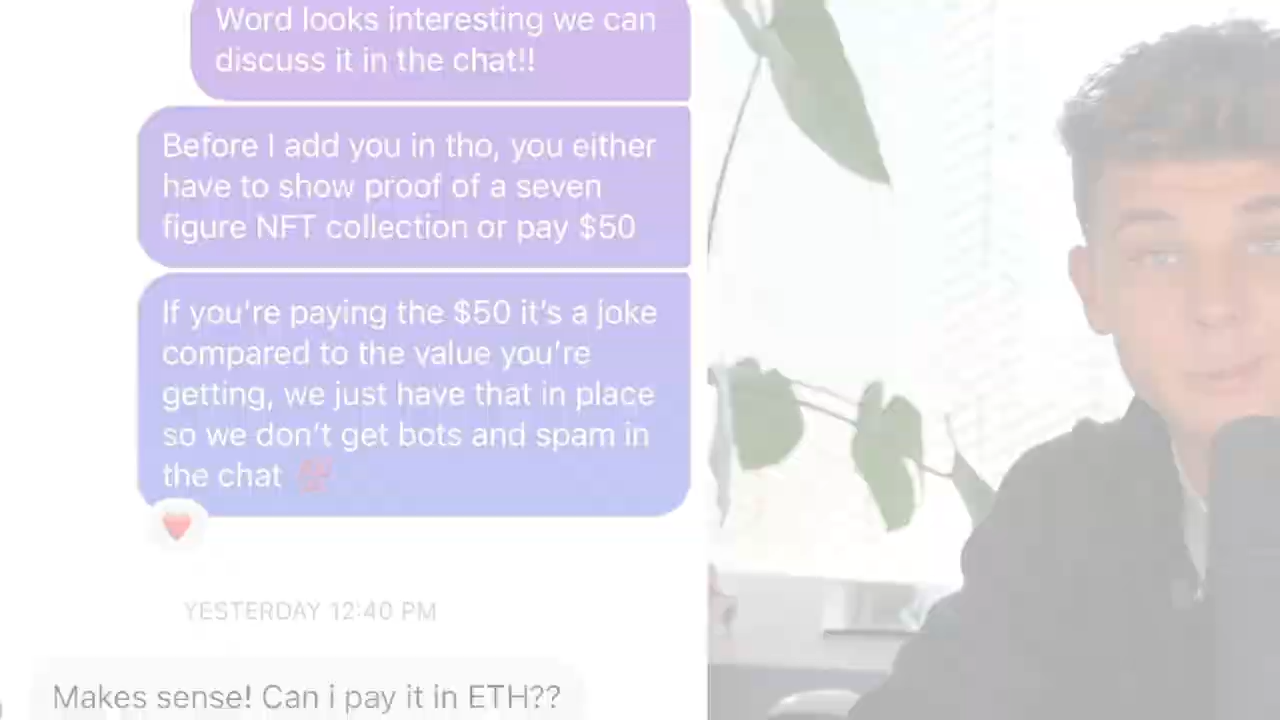 Word looks interesting we can
discuss it in the chat!!
Before I add you in tho, you either
have to show proof of a seven
figure NFT collection or pay $50
If you're paying the $50 it's a joke
compared to the value you're
getting, we just have that in place
so we don't get bots and spam in
the chat 💯
❤️
YESTERDAY 12:40 PM
Makes sense! Can i pay it in ETH??